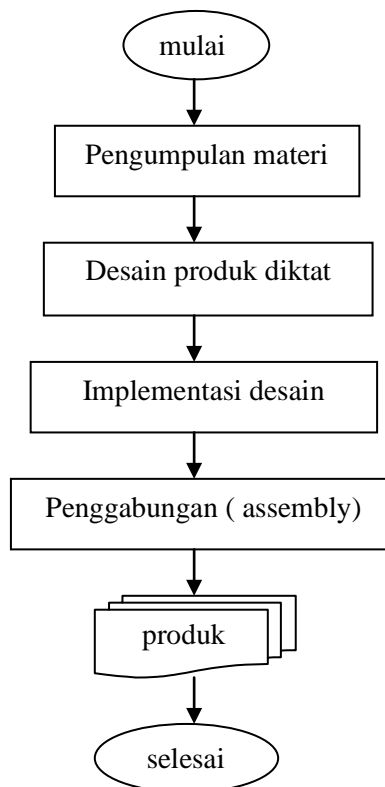 mulai
Pengumpulan materi
Desain produk diktat
Implementasi desain
Penggabungan ( assembly)
produk
selesai